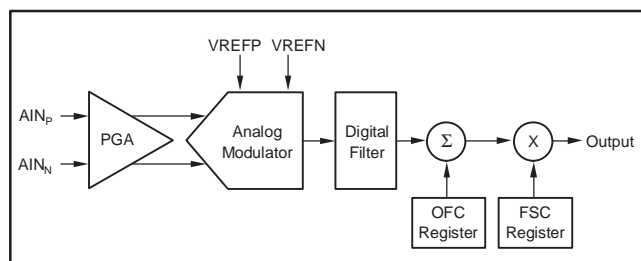 VREFP VREFN
AINP
AINN
PGA
Analog
Modulator
Digital
Filter
Σ
X
Output
OFC
Register
FSC
Register